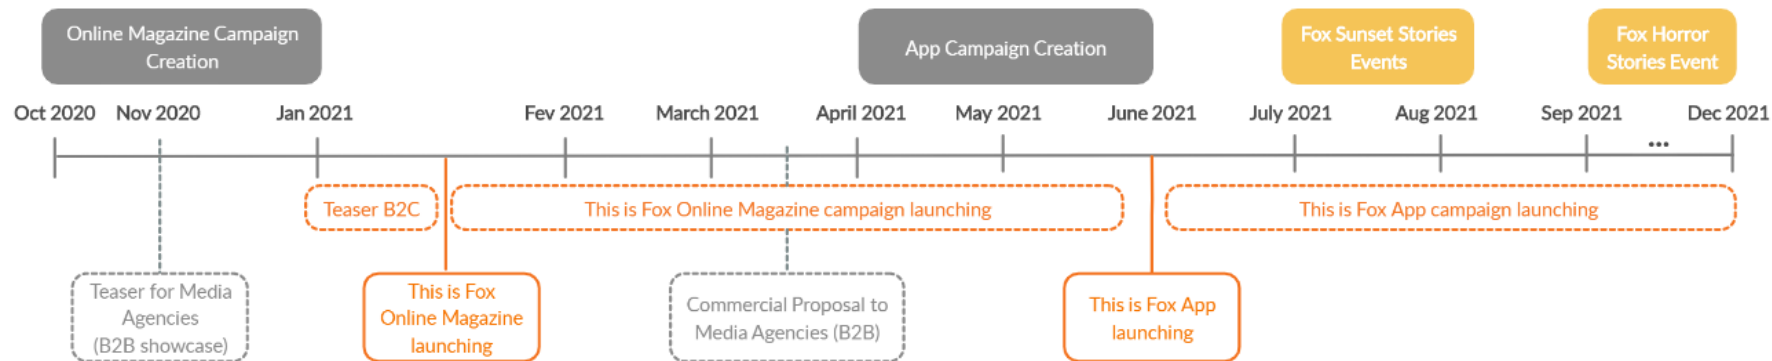 Online Magazine Campaign
Creation
App Campaign Creation
Fox Sunset Stories
Events
Fox Horror
Stories Event
Oct 2020
Nov 2020
Jan 2021
Fev 2021
March 2021
April 2021
May 2021
June 2021
July 2021
Aug 2021
Sep 2021
...
Dec 2021
Teaser B2C
This is Fox Online Magazine campaign launching
This is Fox App campaign launching
Teaser for Media
Agencies
(B2B showcase)
This is Fox
Online Magazine
launching
Commercial Proposal to
Media Agencies (B2B)
This is Fox App
launching